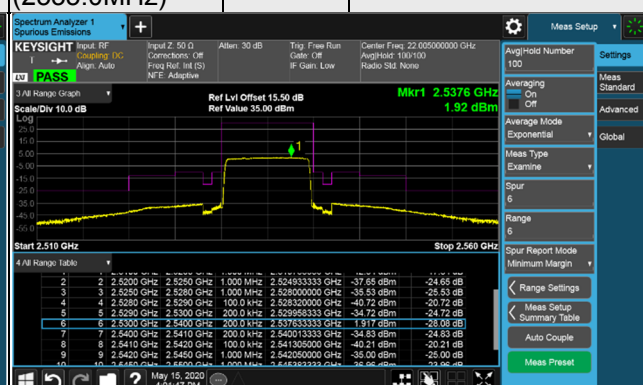 (2535.0MHz)
Spectrum Analyzer 1
Spurious Emissions
Meas Setup
KEYSIGHT
Input: RF
Coupling: DC
Align: Auto
Input Z: 50 Ω
Corrections: Off
Freq Ref: Int (S)
NFE: Adaptive
Atten: 30 dB
Trig: Free Run
Gate: Off
IF Gain: Low
Center Freq: 22.005000000 GHz
Avg|Hold: 100/100
Radio Std: None
LXI PASS
3 All Range Graph
Scale/Div 10.0 dB
Ref Lvl Offset 15.50 dB
Ref Value 35.00 dBm
Mkr1 2.5376 GHz
1.92 dBm
Log
25.0
15.0
5.00
-5.00
-15.0
-25.0
-35.0
-45.0
-55.0
1
Start 2.510 GHz
Stop 2.560 GHz
4 All Range Table
2 2 2.5200 GHz 2.5250 GHz 1.000 MHz 2.524933333 GHz -37.65 dBm -24.65 dB
3 3 2.5250 GHz 2.5280 GHz 1.000 MHz 2.528000000 GHz -35.53 dBm -25.53 dB
4 4 2.5280 GHz 2.5290 GHz 100.0 kHz 2.528320000 GHz -40.72 dBm -20.72 dB
5 5 2.5290 GHz 2.5300 GHz 200.0 kHz 2.529958333 GHz -34.72 dBm -24.72 dB
6 6 2.5300 GHz 2.5400 GHz 200.0 kHz 2.537633333 GHz 1.917 dBm -28.08 dB
7 7 2.5400 GHz 2.5410 GHz 200.0 kHz 2.540013333 GHz -34.83 dBm -24.83 dB
8 8 2.5410 GHz 2.5420 GHz 100.0 kHz 2.541305000 GHz -40.21 dBm -20.21 dB
9 9 2.5420 GHz 2.5450 GHz 1.000 MHz 2.542050000 GHz -35.00 dBm -25.00 dB
May 15, 2020
Avg|Hold Number
100
Averaging
On
Off
Average Mode
Exponential
Meas Type
Examine
Spur
6
Range
6
Spur Report Mode
Minimum Margin
Range Settings
Meas Setup
Summary Table
Auto Couple
Meas Preset
Settings
Meas
Standard
Advanced
Global